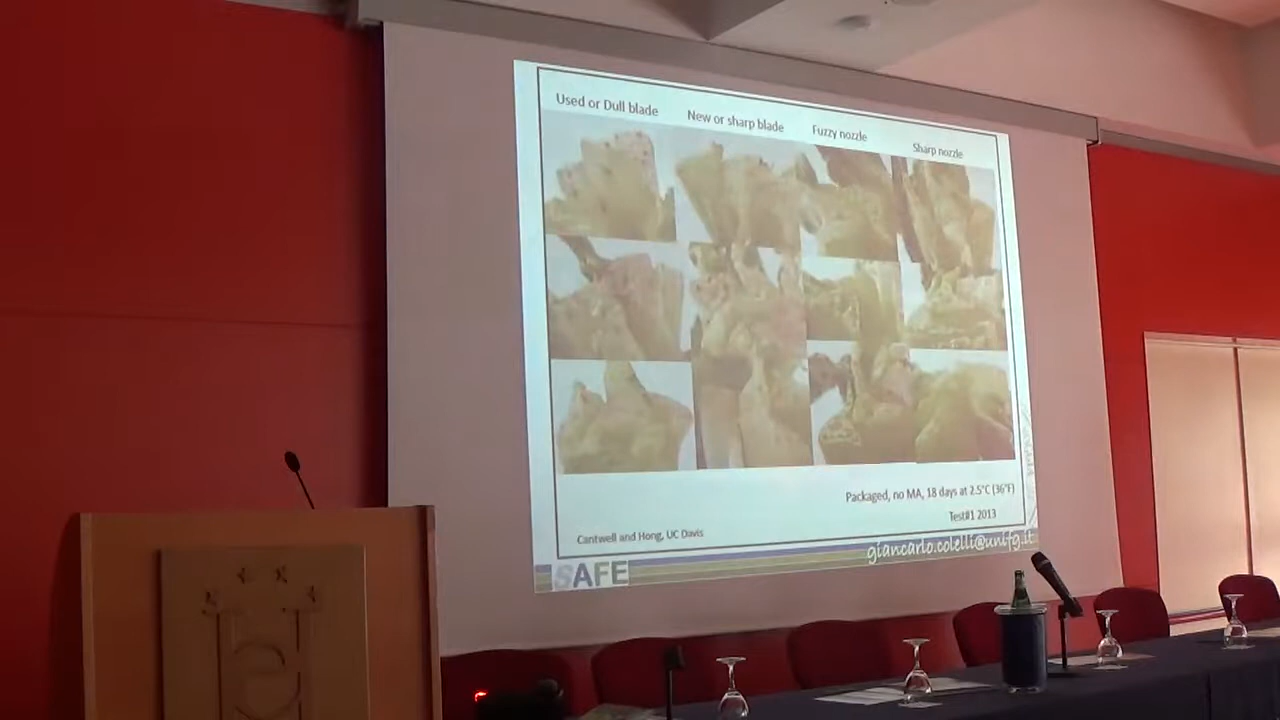 Used or Dull blade
New or sharp blade
Fuzzy nozzle
Sharp nozzle
Packaged, no MA, 18 days at 2.5°C (36°F)
Test#1 2013
Cantwell and Hong, UC Davis
giancarlo.colelli@unifg.it
SAFE